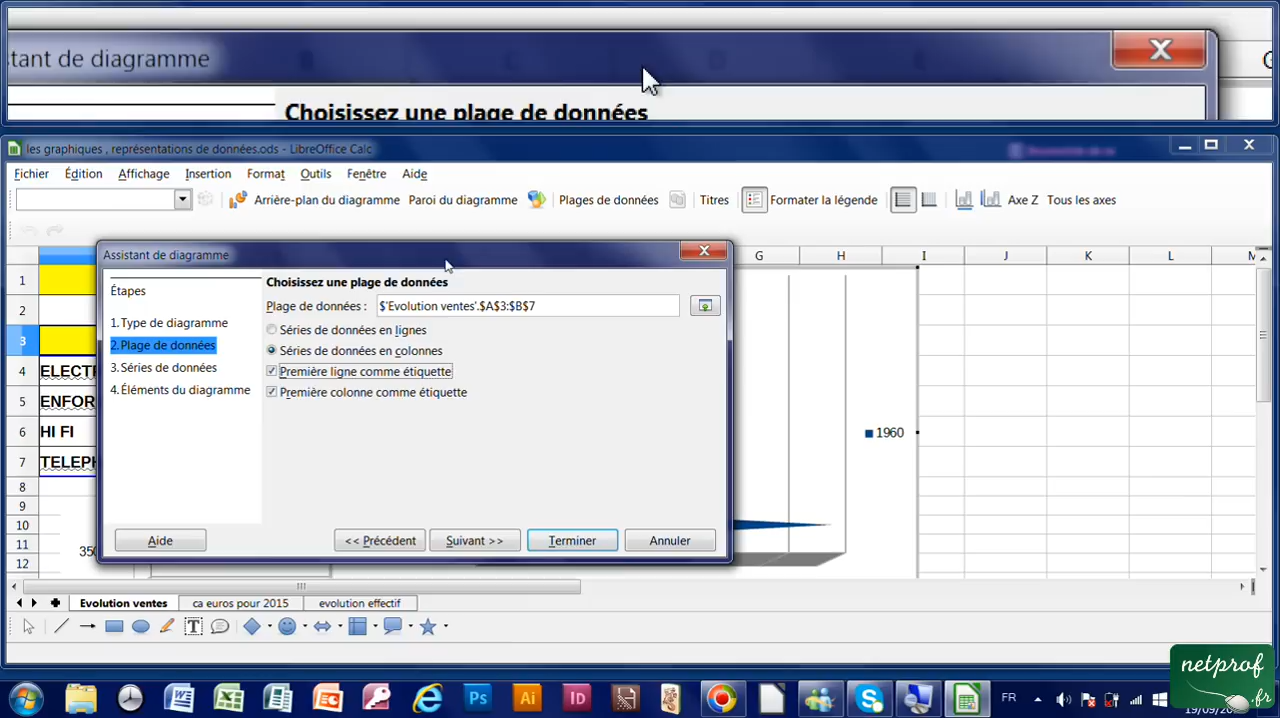 stant de diagramme
Choisissez une plage de données
les graphiques , représentations de données.ods - LibreOffice Calc
Fichier Édition Affichage Insertion Format Outils Fenêtre Aide
Arrière-plan du diagramme Paroi du diagramme Plages de données Titres Formater la légende Axe Z Tous les axes
Assistant de diagramme
G H I J K L M
Choisissez une plage de données
Étapes
Plage de données : $'Evolution ventes'.$A$3:$B$7
1.Type de diagramme
Séries de données en lignes
2.Plage de données
Séries de données en colonnes
3.Séries de données
Première ligne comme étiquette
4.Éléments du diagramme
Première colonne comme étiquette
1
2
3
4 ELECT
5 ENFOR
6 HI FI
7 TELEPH
8
9
10
11
12
350
1960
Aide << Précédent Suivant >> Terminer Annuler
Evolution ventes ca euros pour 2015 evolution effectif
T
Ps Ai Id
FR
netprof
.fr